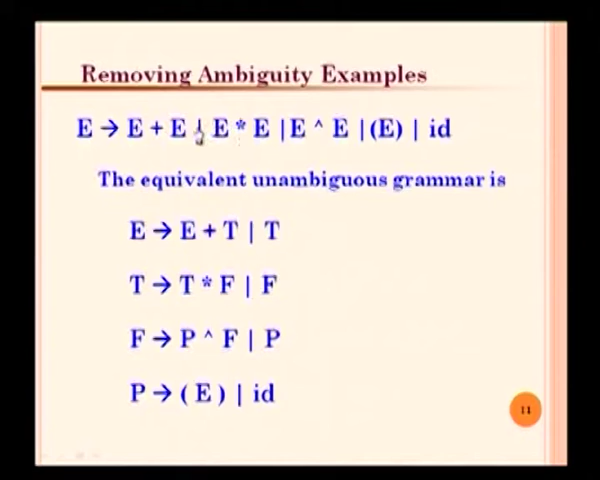 Removing Ambiguity Examples
E → E + E | E * E | E ^ E | (E) | id
The equivalent unambiguous grammar is
E → E + T | T
T → T * F | F
F → P ^ F | P
P → ( E ) | id
11